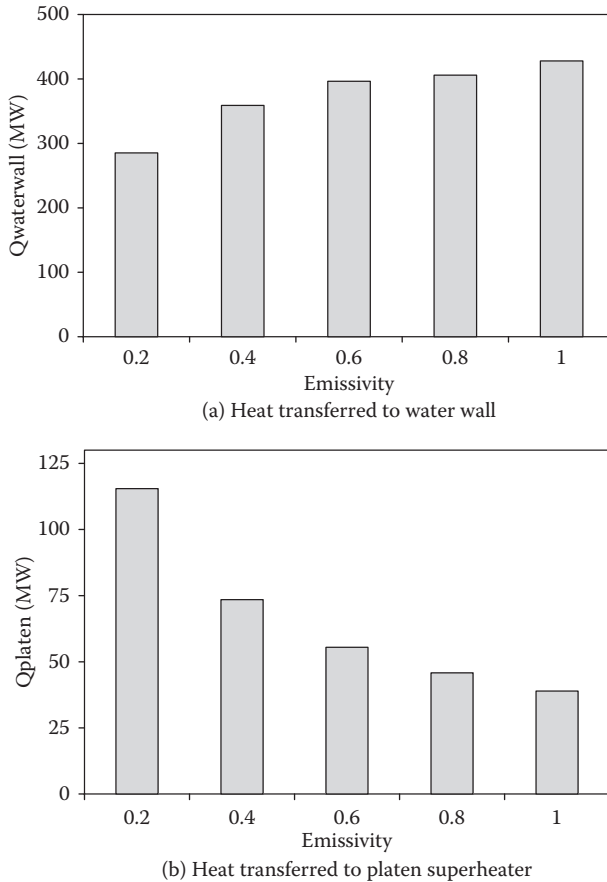 500
400
300
200
100
0
Qwaterwall (MW)
0.2 0.4 0.6 0.8 1
Emissivity
(a) Heat transferred to water wall
125
100
75
50
25
0
Qplaten (MW)
0.2 0.4 0.6 0.8 1
Emissivity
(b) Heat transferred to platen superheater